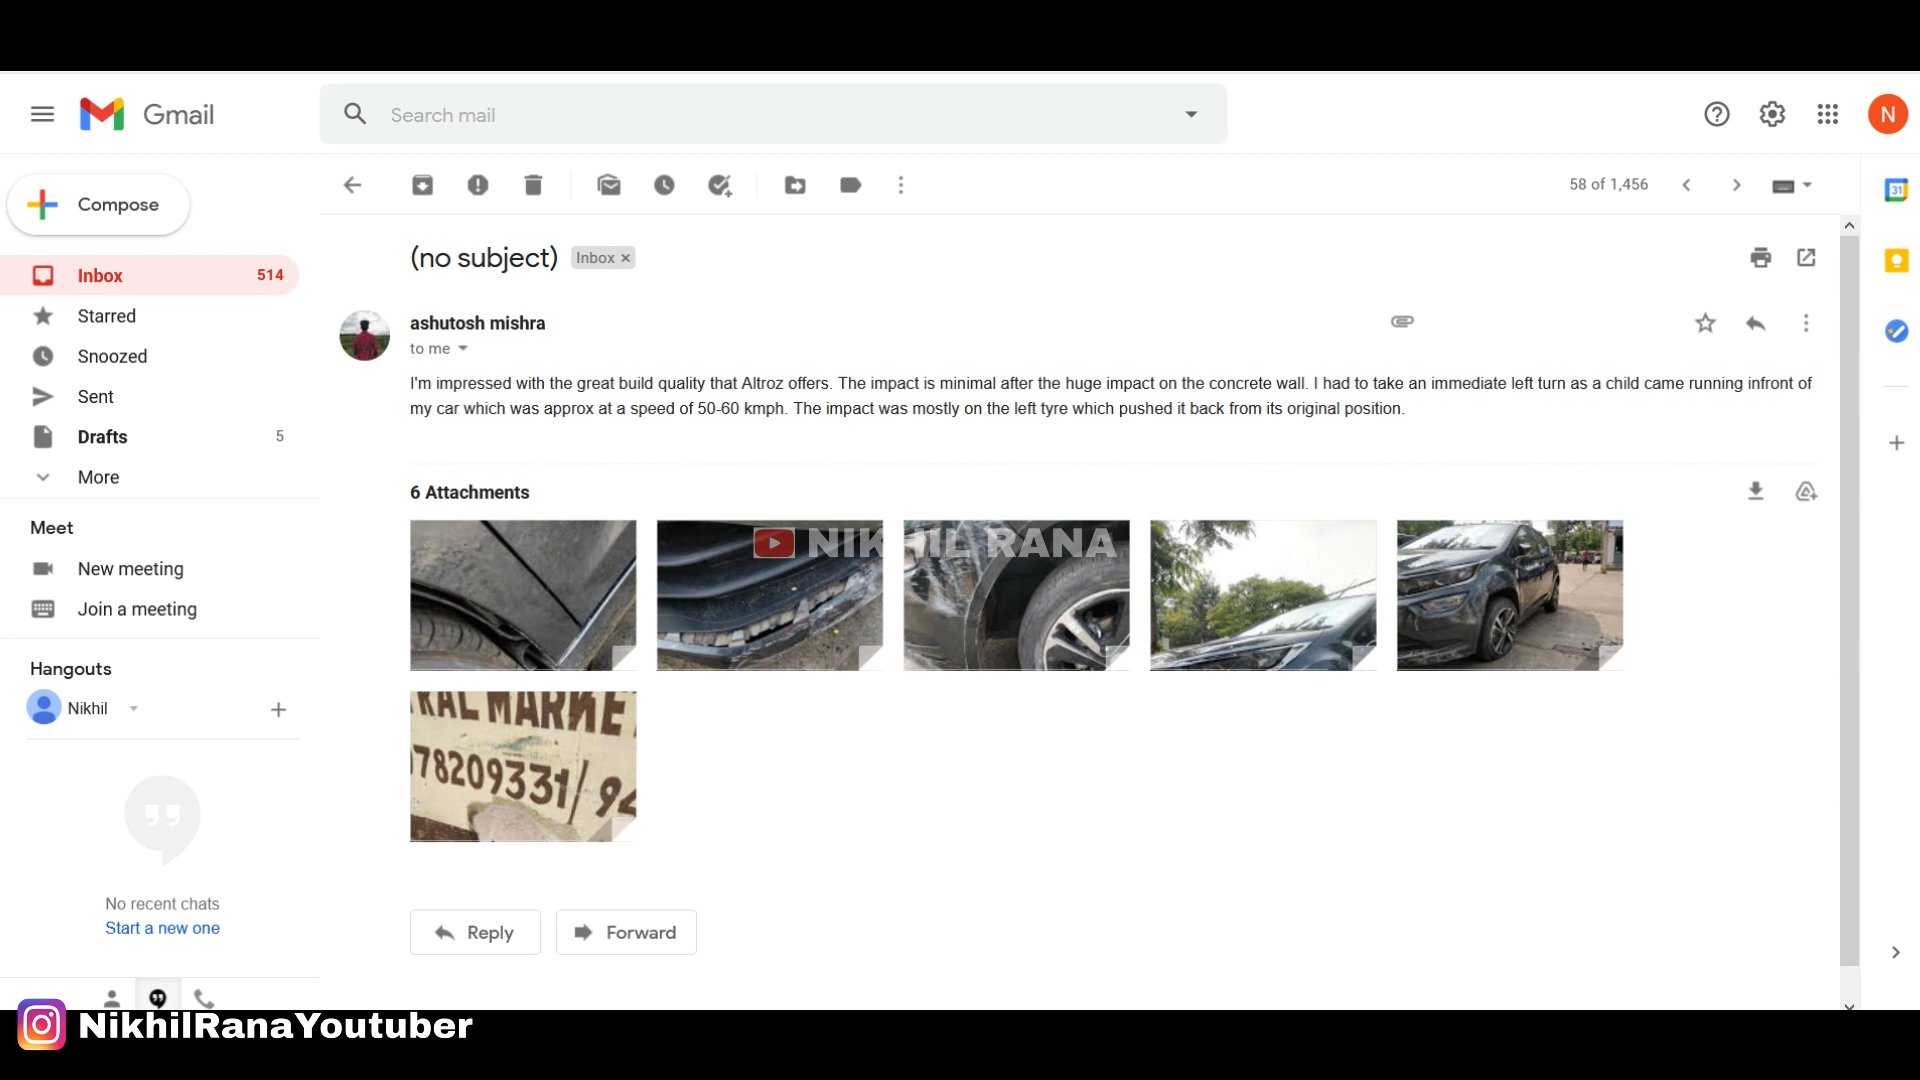 Gmail
Search mail
N
Compose
58 of 1,456
31
Inbox 514
Starred
Snoozed
Sent
Drafts 5
More
(no subject) Inbox ×
ashutosh mishra
to me
I'm impressed with the great build quality that Altroz offers. The impact is minimal after the huge impact on the concrete wall. I had to take an immediate left turn as a child came running infront of
my car which was approx at a speed of 50-60 kmph. The impact was mostly on the left tyre which pushed it back from its original position.
6 Attachments
NIKHIL RANA
Meet
New meeting
Join a meeting
Hangouts
Nikhil
RAL MARKE
78209331/ 94
No recent chats
Start a new one
Reply
Forward
NikhilRanaYoutuber